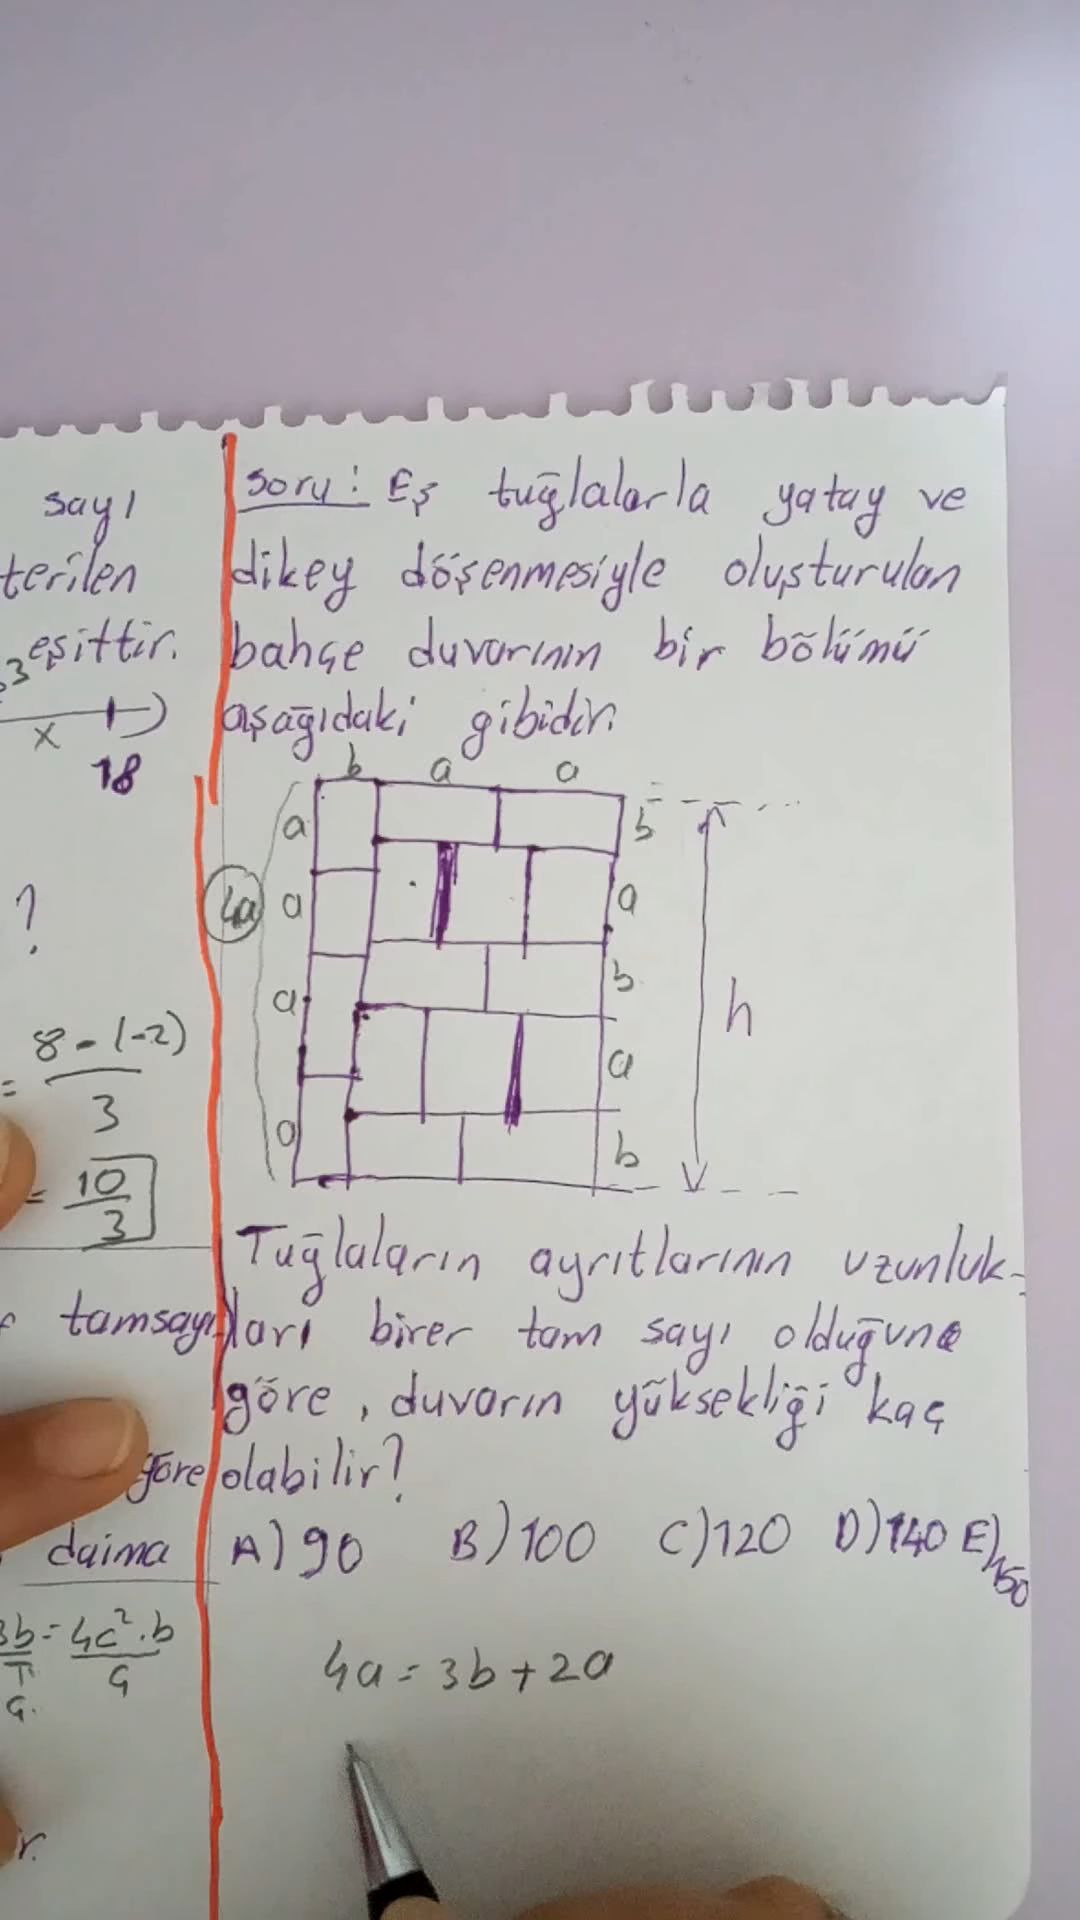 sayı
terilen
eşittir.
3
x
18
?
8-(-2)
3
= 10
3
tamsayı
göre
daima
3b = 4c².b
Soru: Eş tuğlalarla yatay ve
dikey döşenmesiyle oluşturulan
bahçe duvarının bir bölümü
aşağıdaki gibidir.
b a a
a b
4a a a
a b
h
a
a b
Tuğlaların ayrıtlarının uzunluk-
ları birer tam sayı olduğuna
göre, duvarın yüksekliği kaç
olabilir?
A)90 B)100 C)120 D)140 E)150
4a = 3b + 2a